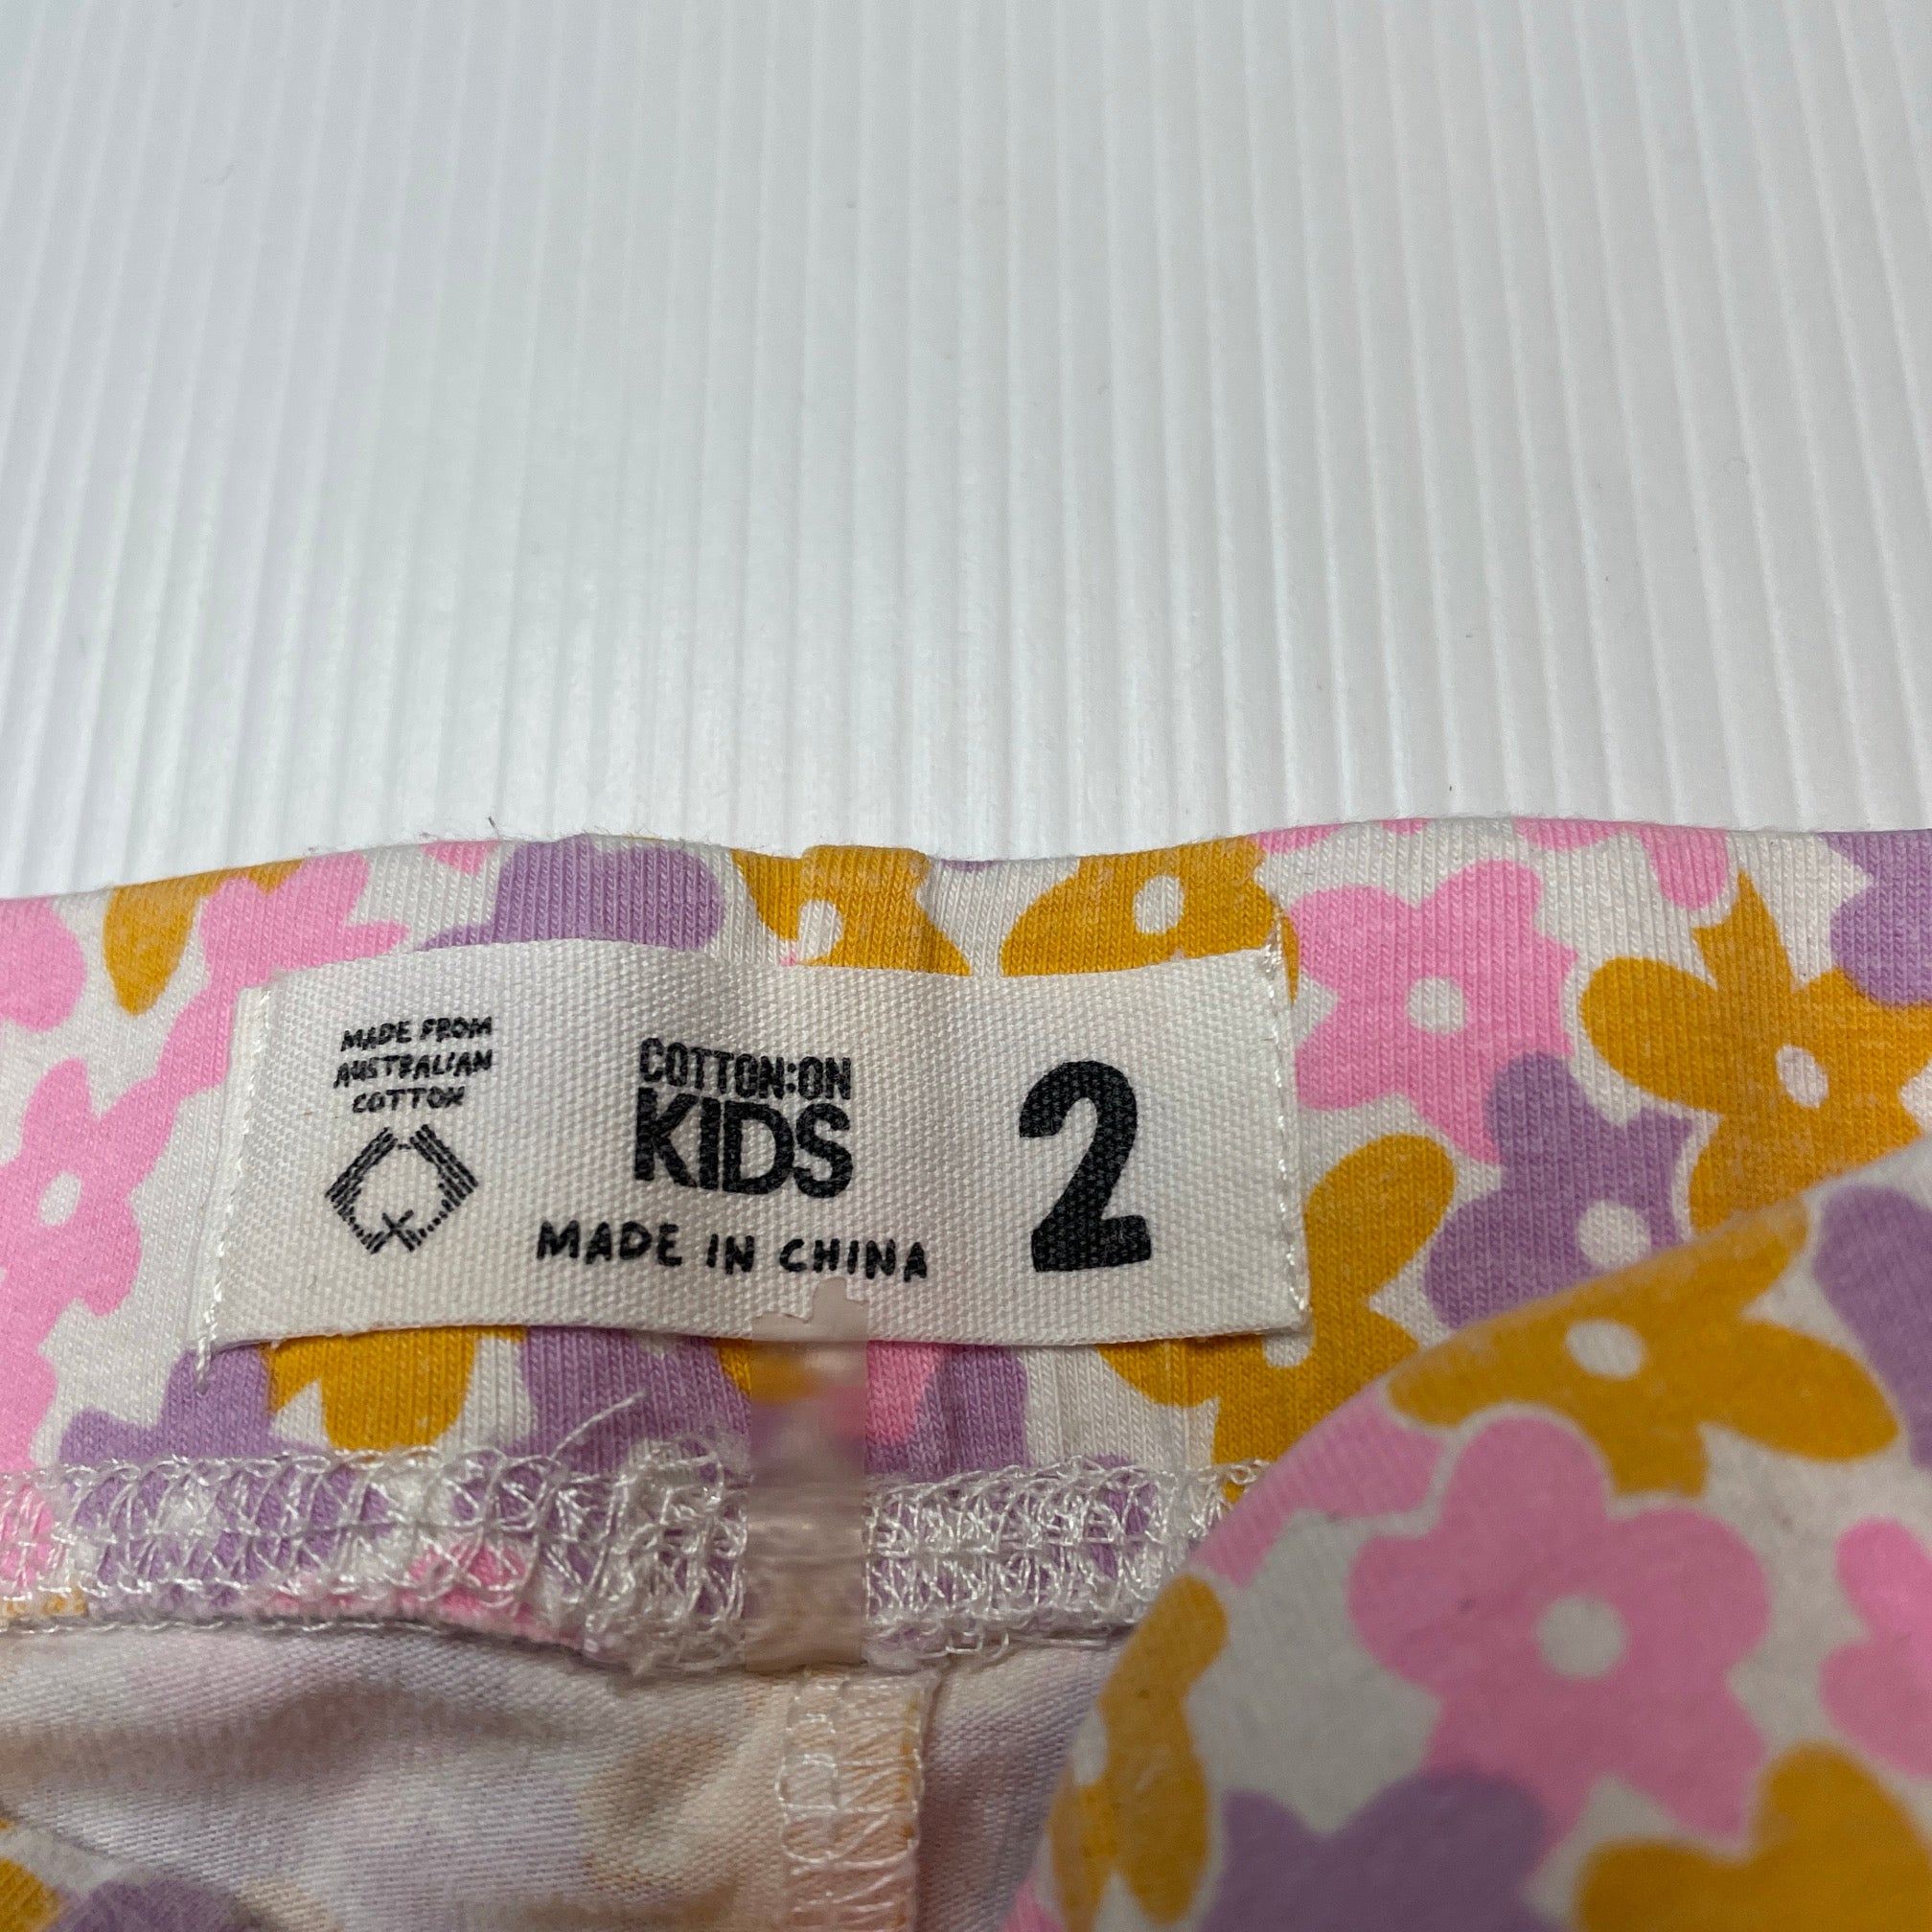 MADE FROM
AUSTRALIAN
COTTON
COTTON:ON
KIDS
MADE IN CHINA
2